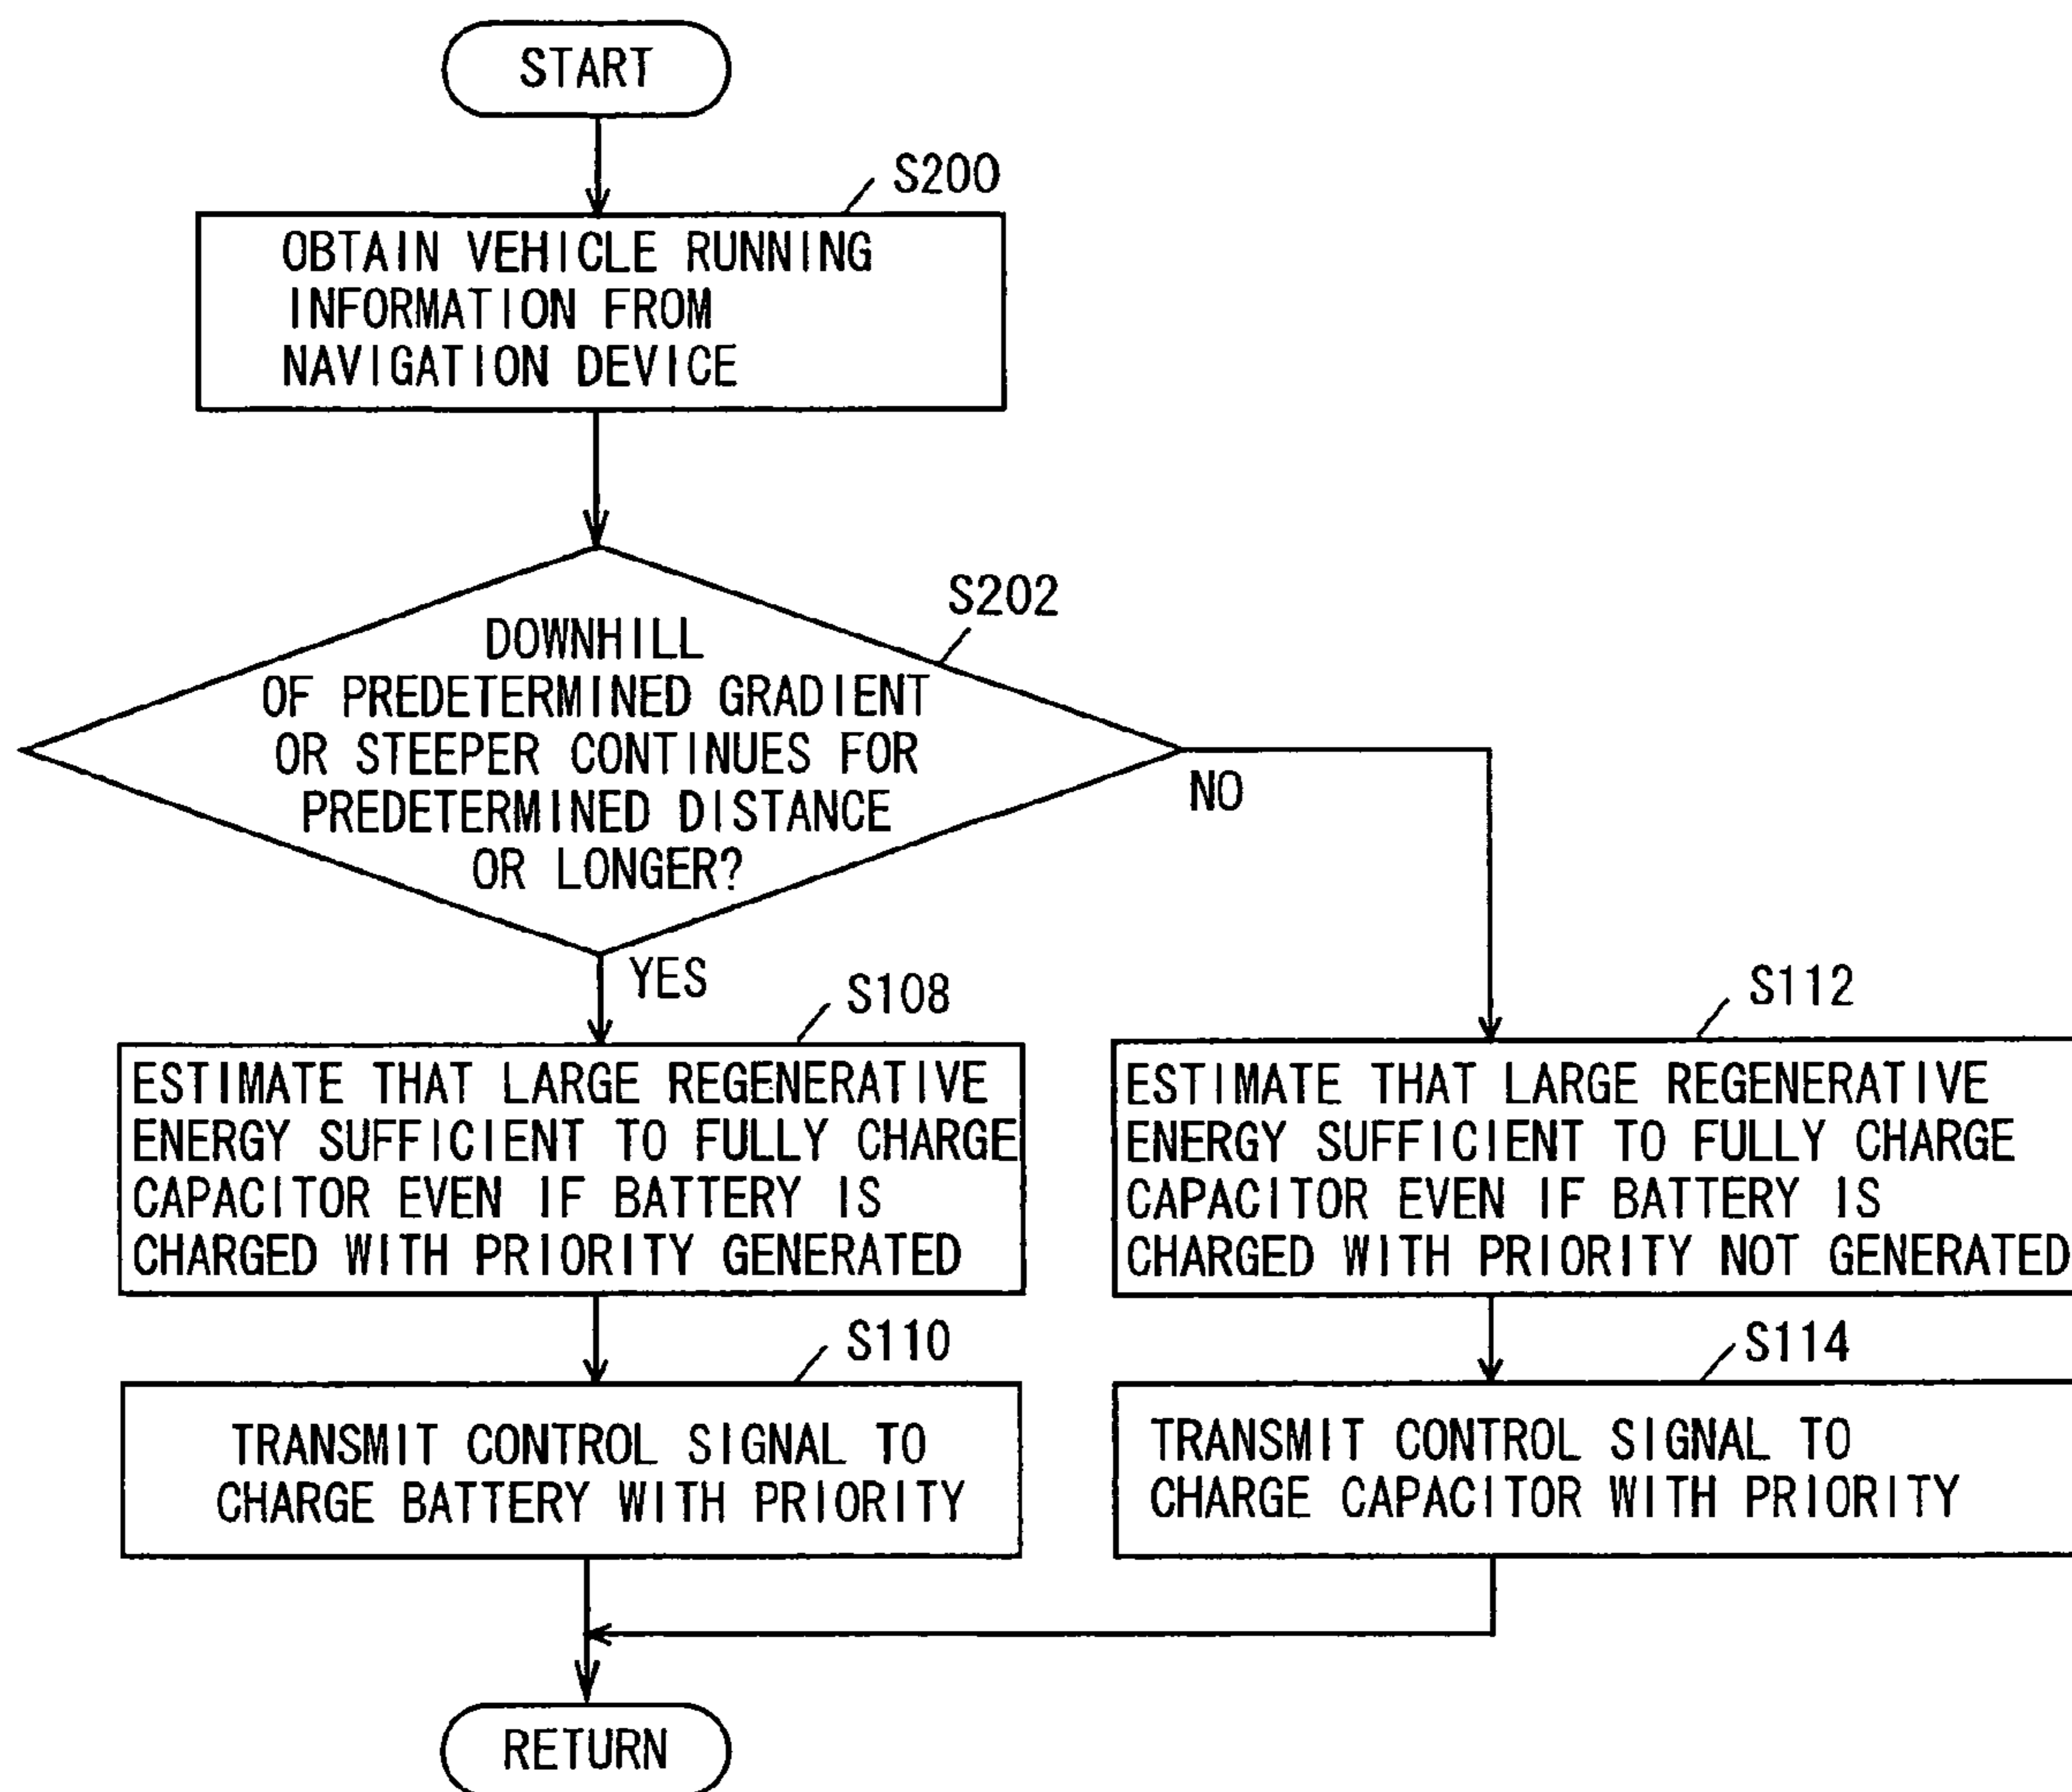 START
S200
OBTAIN VEHICLE RUNNING
INFORMATION FROM
NAVIGATION DEVICE
S202
DOWNHILL
OF PREDETERMINED GRADIENT
OR STEEPER CONTINUES FOR
PREDETERMINED DISTANCE
OR LONGER?
NO
YES
S108
ESTIMATE THAT LARGE REGENERATIVE
ENERGY SUFFICIENT TO FULLY CHARGE
CAPACITOR EVEN IF BATTERY IS
CHARGED WITH PRIORITY GENERATED
S112
ESTIMATE THAT LARGE REGENERATIVE
ENERGY SUFFICIENT TO FULLY CHARGE
CAPACITOR EVEN IF BATTERY IS
CHARGED WITH PRIORITY NOT GENERATED
S110
TRANSMIT CONTROL SIGNAL TO
CHARGE BATTERY WITH PRIORITY
S114
TRANSMIT CONTROL SIGNAL TO
CHARGE CAPACITOR WITH PRIORITY
RETURN